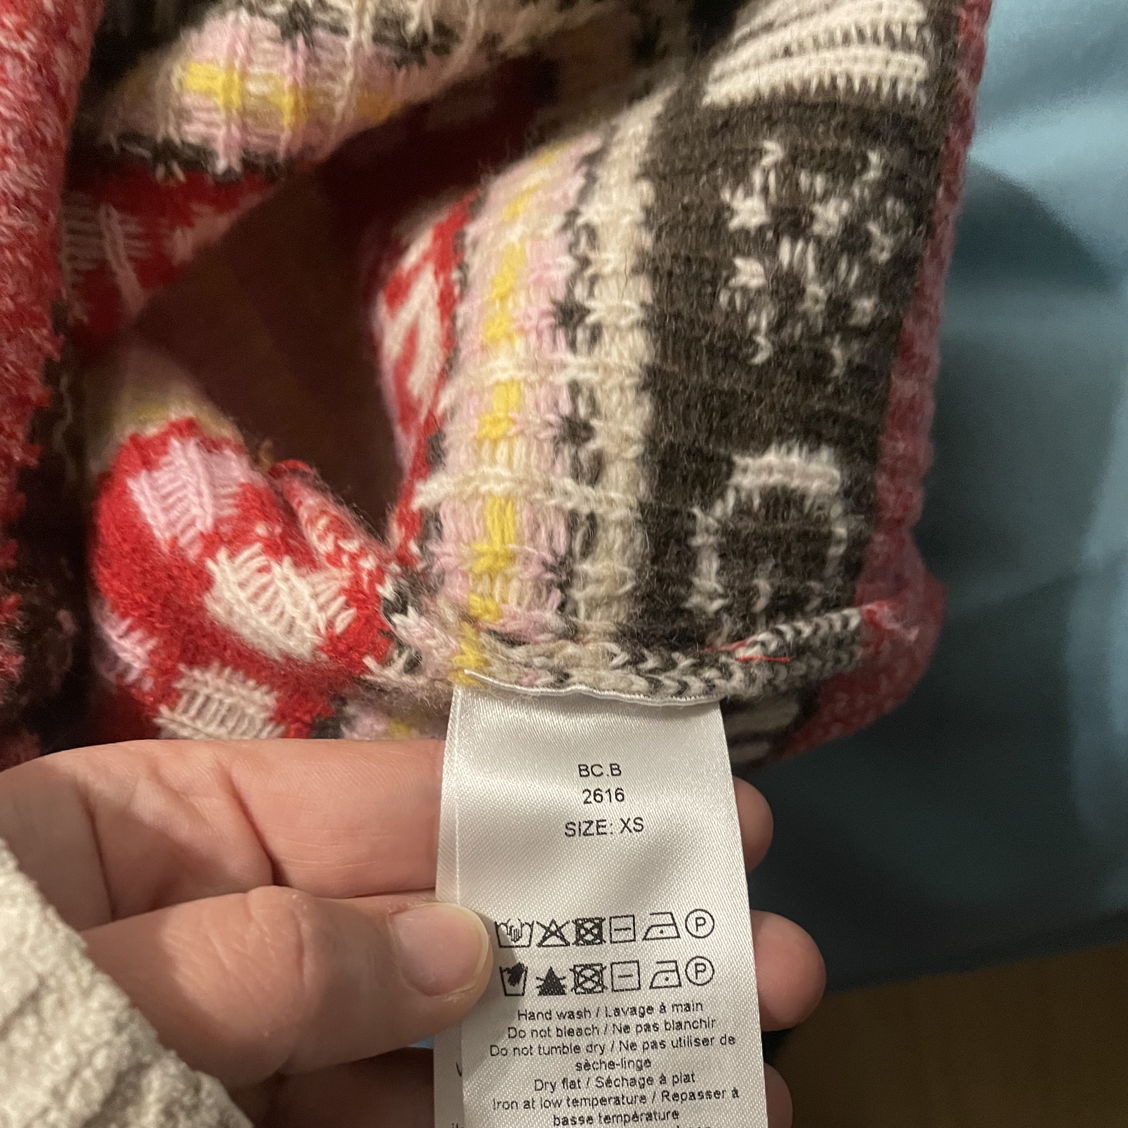 BC.B
2616
SIZE: XS
P
P
Hand wash / Lavage à main
Do not bleach / Ne pas blanchir
Do not tumble dry / Ne pas utiliser de
sèche-linge
Dry flat / Séchage à plat
Iron at low temperature / Repasser à
basse température